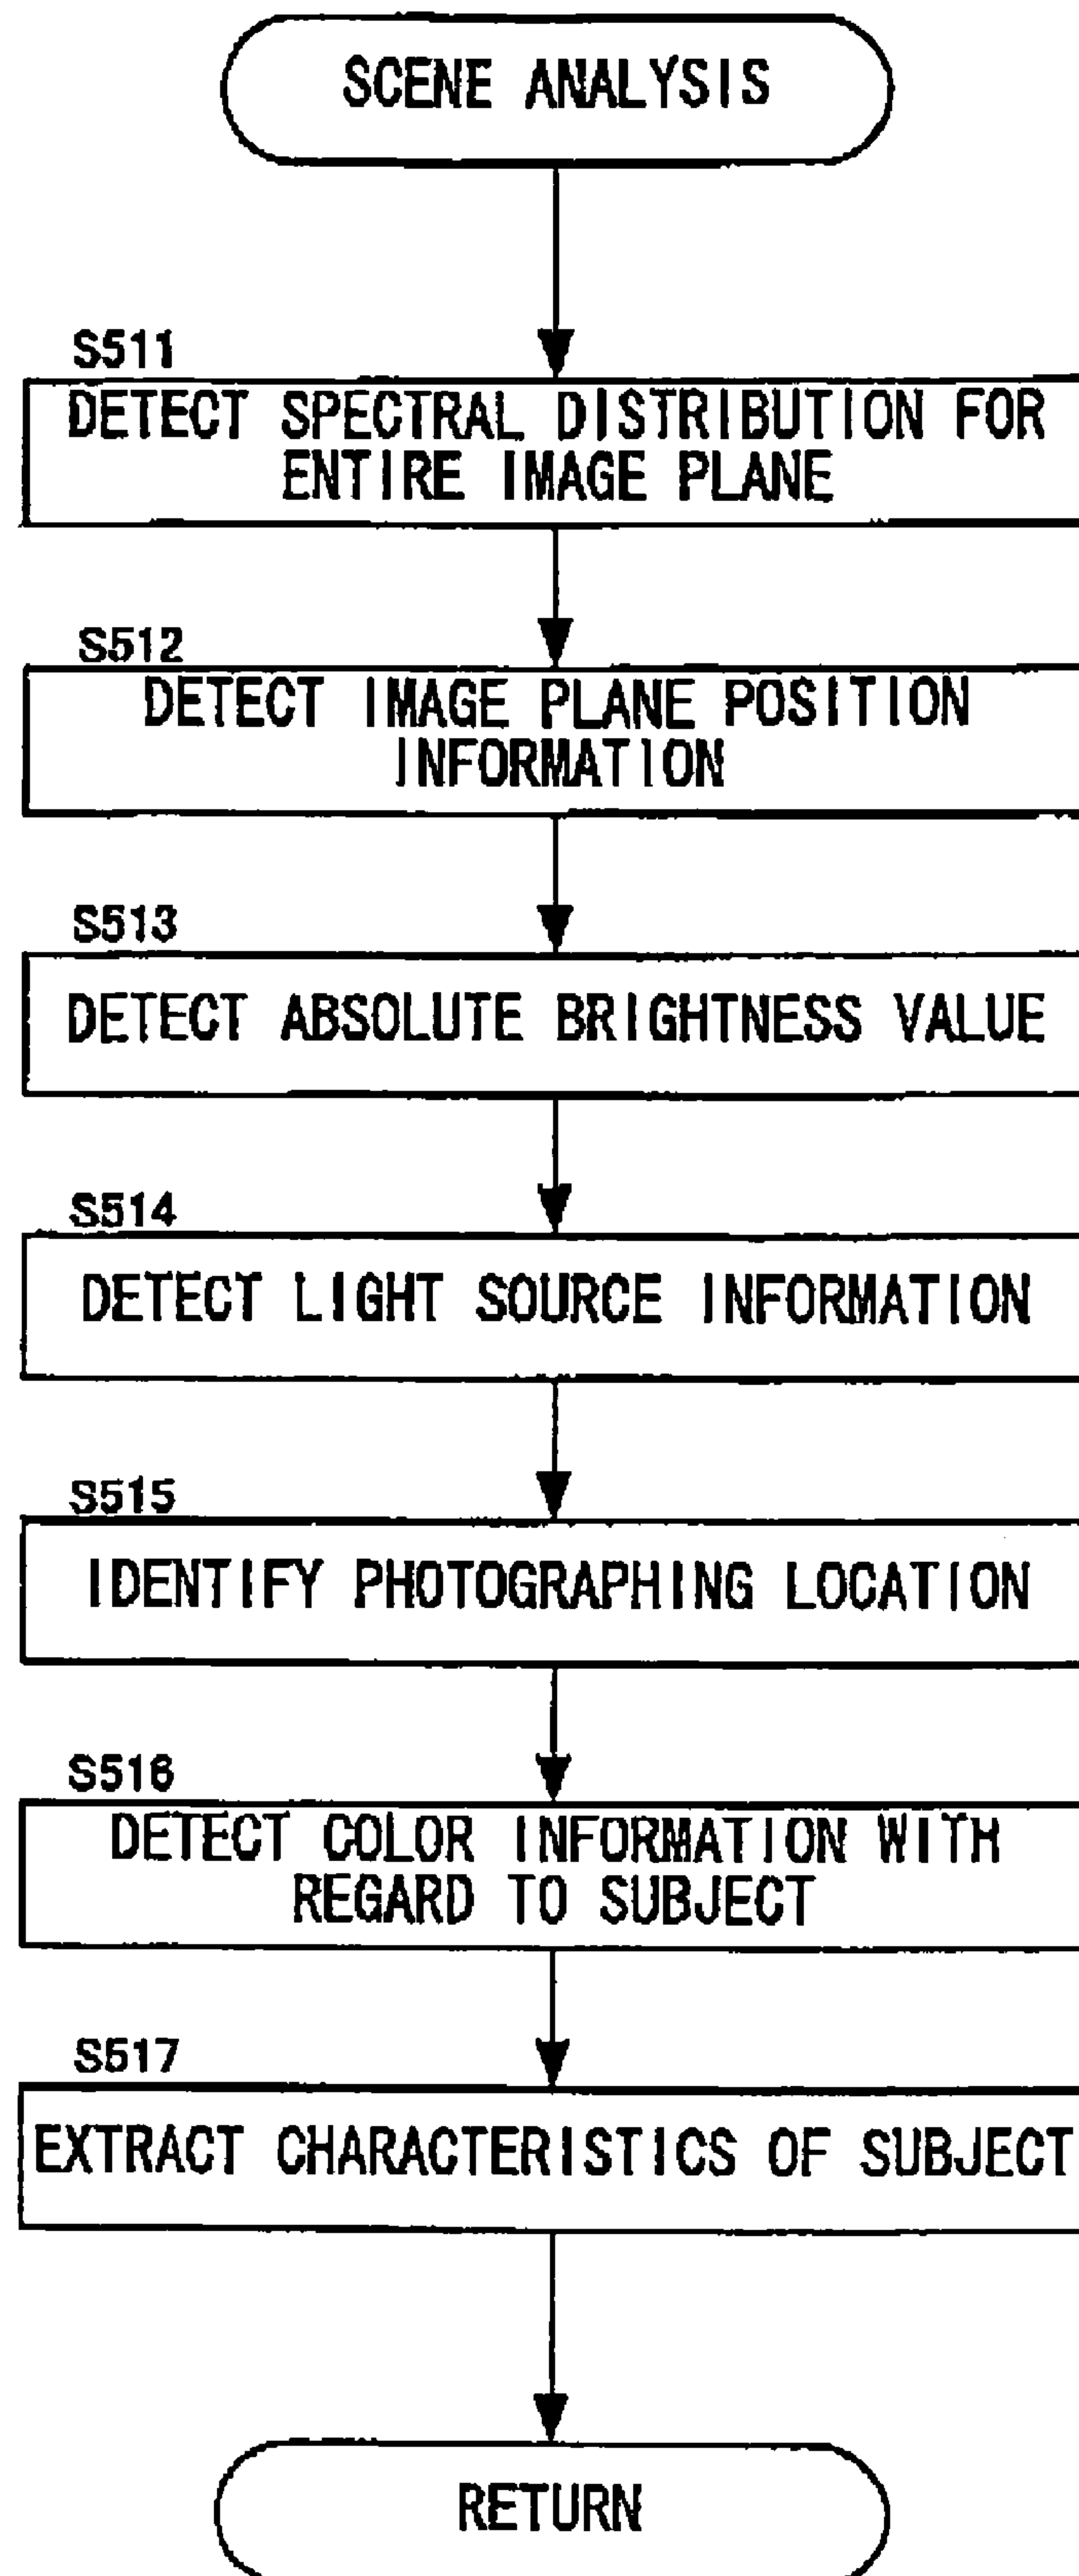 SCENE ANALYSIS
S511
DETECT SPECTRAL DISTRIBUTION FOR
ENTIRE IMAGE PLANE
S512
DETECT IMAGE PLANE POSITION
INFORMATION
S513
DETECT ABSOLUTE BRIGHTNESS VALUE
S514
DETECT LIGHT SOURCE INFORMATION
S515
IDENTIFY PHOTOGRAPHING LOCATION
S516
DETECT COLOR INFORMATION WITH
REGARD TO SUBJECT
S517
EXTRACT CHARACTERISTICS OF SUBJECT
RETURN